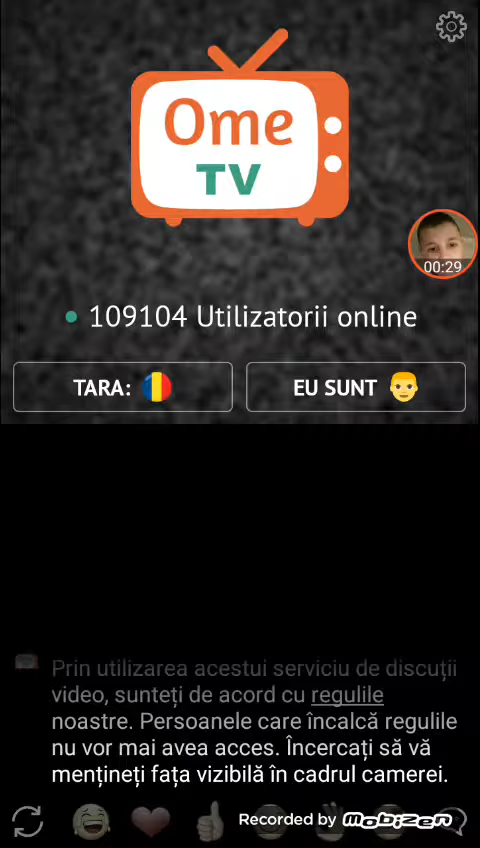 Ome
TV
00:29
109104 Utilizatorii online
TARA:
EU SUNT
Prin utilizarea acestui serviciu de discuții
video, sunteți de acord cu regulile
noastre. Persoanele care încalcă regulile
nu vor mai avea acces. Încercați să vă
mențineți fața vizibilă în cadrul camerei.
Recorded by mobizen